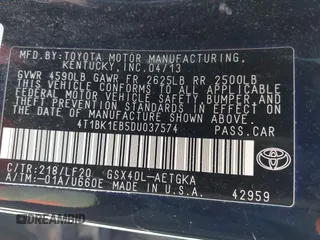 MFD.BY: TOYOTA MOTOR MANUFACTURING,
KENTUCKY, INC. 04/13
GVWR 4590LB GAWR FR 2625LB RR 2500LB
THIS VEHICLE CONFORMS TO ALL APPLICABLE
FEDERAL MOTOR VEHICLE SAFETY, BUMPER, AND
THEFT PREVENTION STANDARDS IN EFFECT ON
THE DATE OF MANUFACTURE SHOWN ABOVE.
4T1BK1EB5DU037574 PASS.CAR
C/TR:218/LF20 GSX40L-AETGKA
A/TM:-01A/U660E MADE IN U.S.A.
TOYOTA
42959
DREAMBID